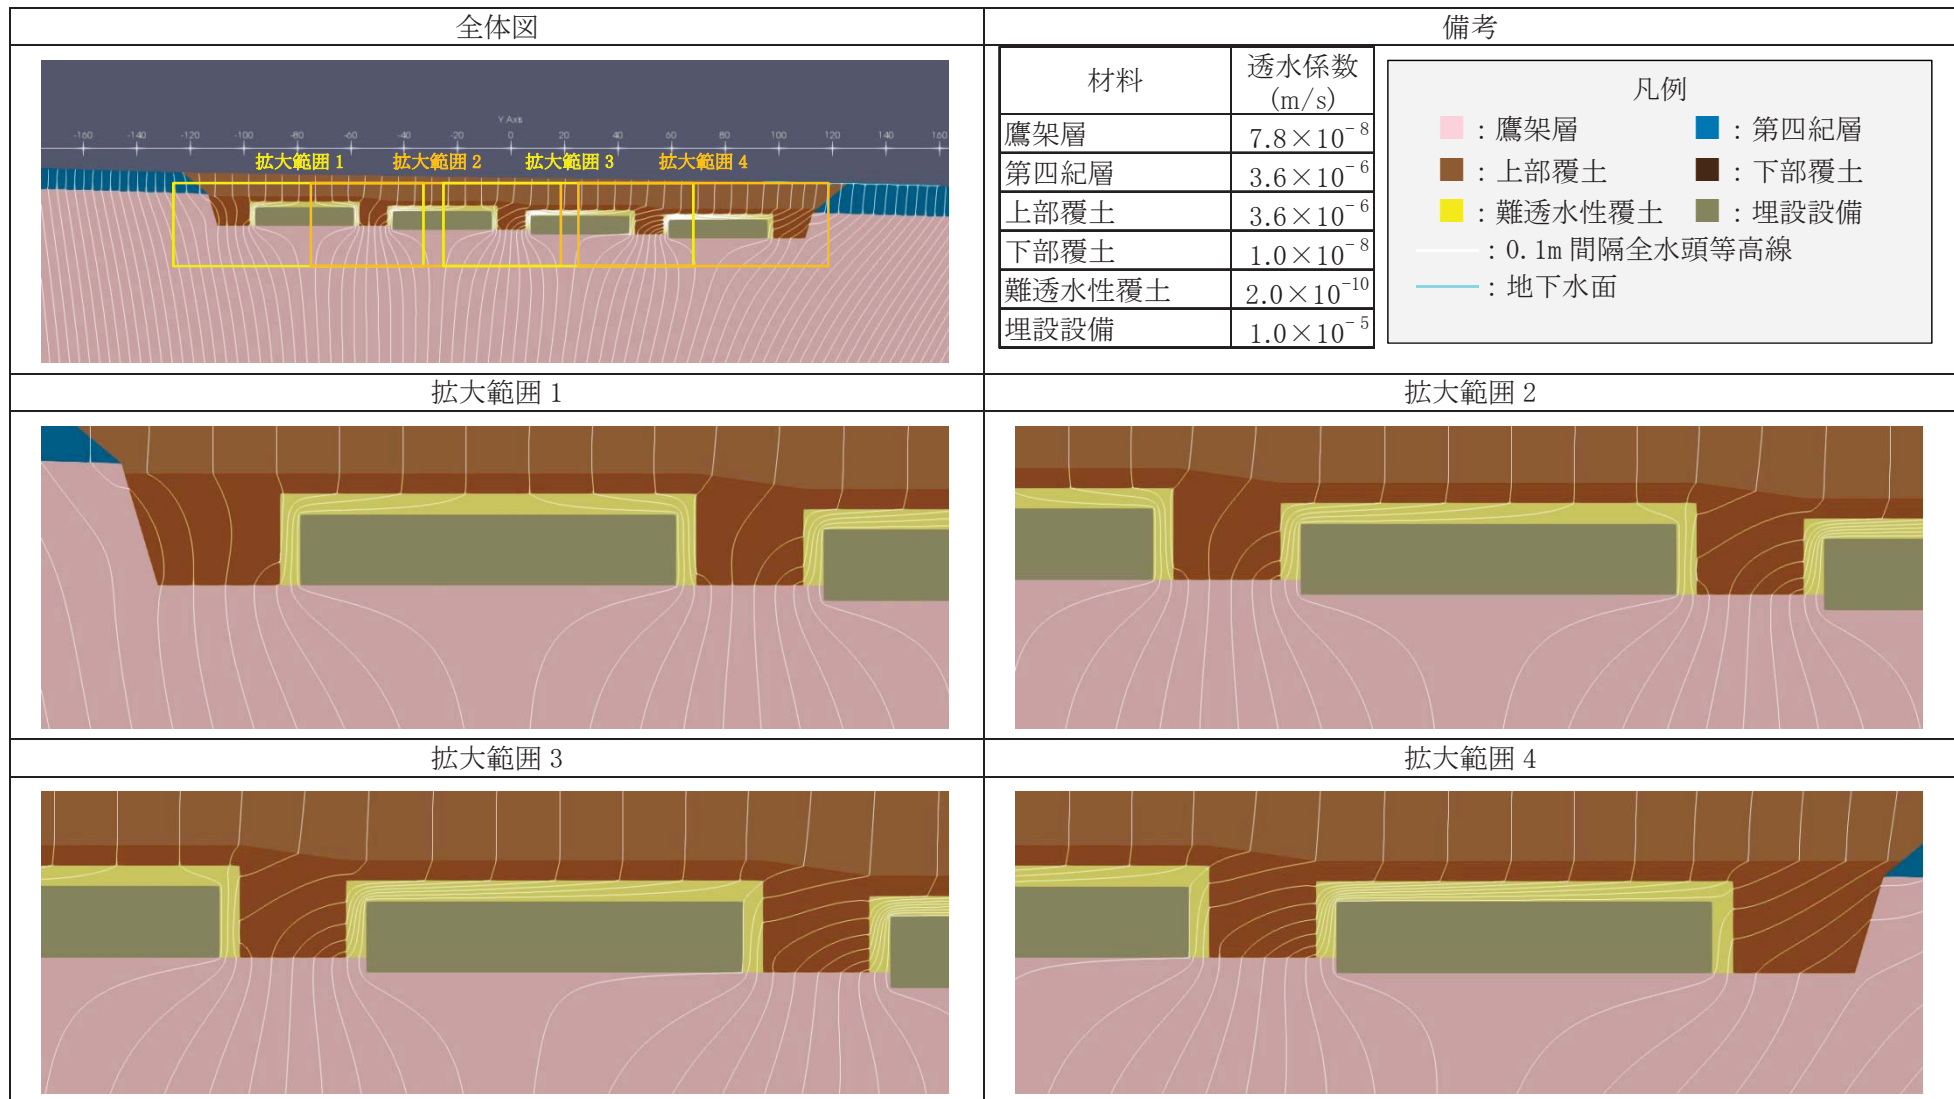 全体図
備考
Y Axis
-160 -140 -120 -100 -80 -60 -40 -20 0 20 40 60 80 100 120 140 160
拡大範囲 1 拡大範囲 2 拡大範囲 3 拡大範囲 4
材料 透水係数
(m/s)
鷹架層 7.8×10⁻⁸
第四紀層 3.6×10⁻⁶
上部覆土 3.6×10⁻⁶
下部覆土 1.0×10⁻⁸
難透水性覆土 2.0×10⁻¹⁰
埋設設備 1.0×10⁻⁵
凡例
：鷹架層 ：第四紀層
：上部覆土 ：下部覆土
：難透水性覆土 ：埋設設備
：0.1m 間隔全水頭等高線
：地下水面
拡大範囲 1
拡大範囲 2
拡大範囲 3
拡大範囲 4